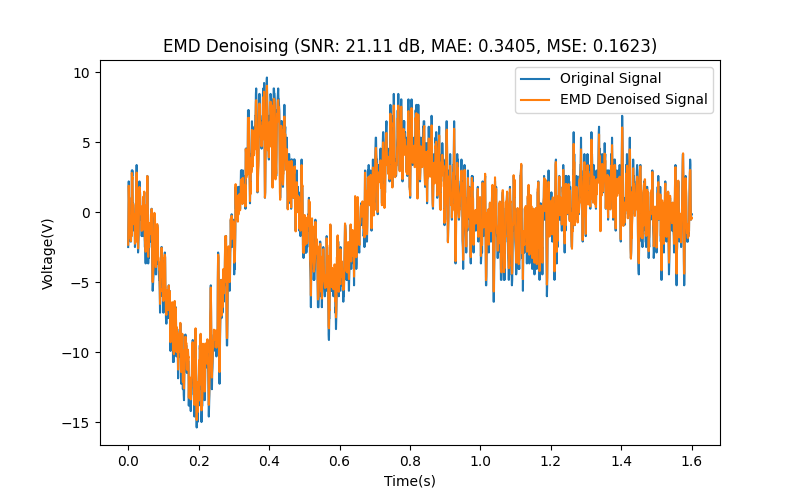 EMD Denoising (SNR: 21.11 dB, MAE: 0.3405, MSE: 0.1623)
Original Signal
EMD Denoised Signal
Voltage(V)
10
5
0
−5
−10
−15
0.0 0.2 0.4 0.6 0.8 1.0 1.2 1.4 1.6
Time(s)